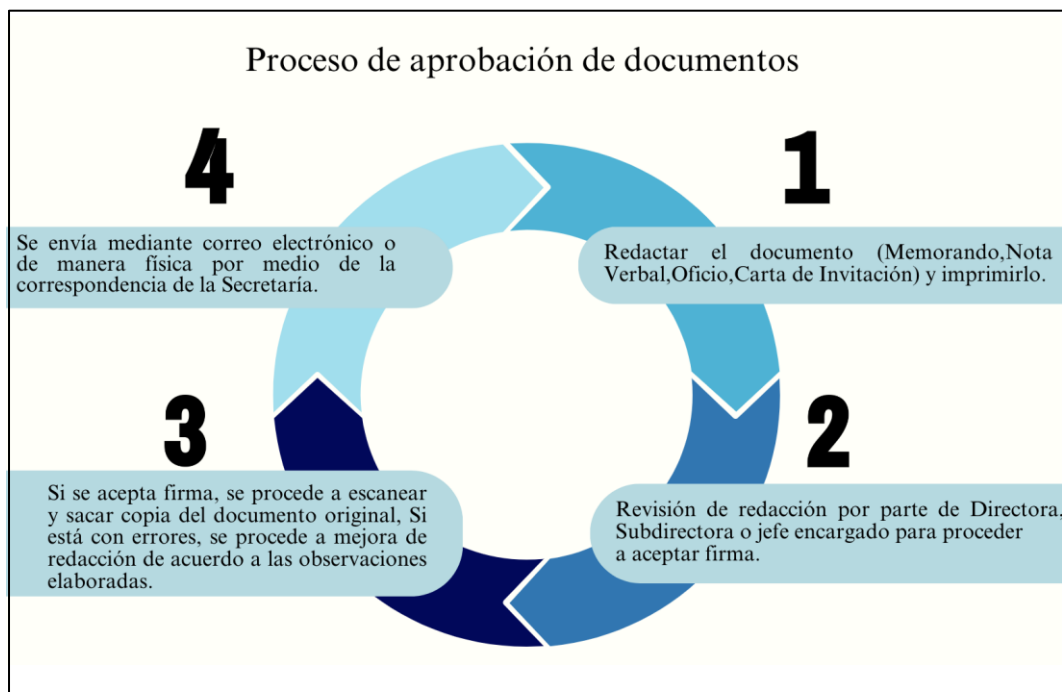 Proceso de aprobación de documentos
1
Redactar el documento (Memorando,Nota
Verbal,Oficio,Carta de Invitación) y imprimirlo.
2
Revisión de redacción por parte de Directora,
Subdirectora o jefe encargado para proceder
a aceptar firma.
3
Si se acepta firma, se procede a escanear
y sacar copia del documento original, Si
está con errores, se procede a mejora de
redacción de acuerdo a las observaciones
elaboradas.
4
Se envía mediante correo electrónico o
de manera física por medio de la
correspondencia de la Secretaría.